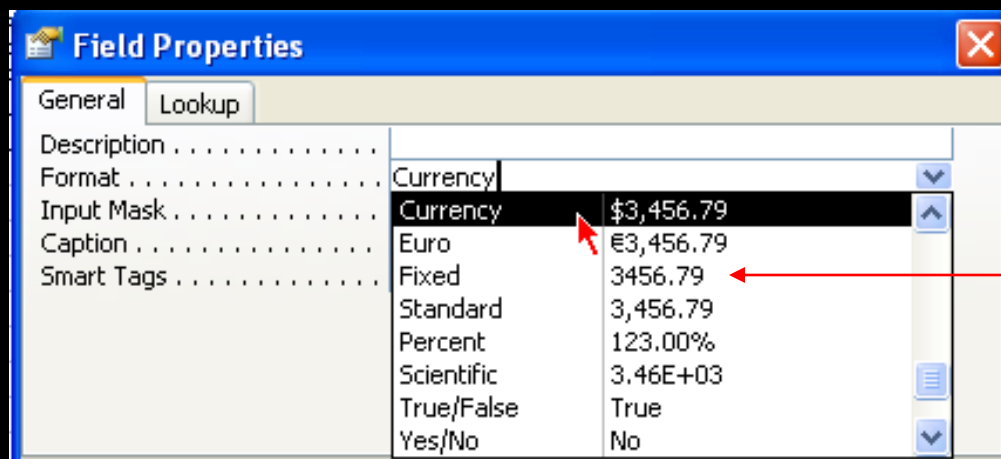 Field Properties
General Lookup
Description . . . . . . . . . . . . .
Format . . . . . . . . . . . . . . . . Currency
Input Mask . . . . . . . . . . . . . Currency $3,456.79
Caption . . . . . . . . . . . . . . . Euro €3,456.79
Smart Tags . . . . . . . . . . . . . Fixed 3456.79
Standard 3,456.79
Percent 123.00%
Scientific 3.46E+03
True/False True
Yes/No No